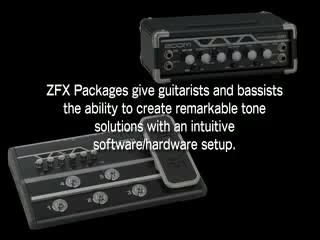 ZOOM
ZFX Packages give guitarists and bassists
the ability to create remarkable tone
solutions with an intuitive
software/hardware setup.